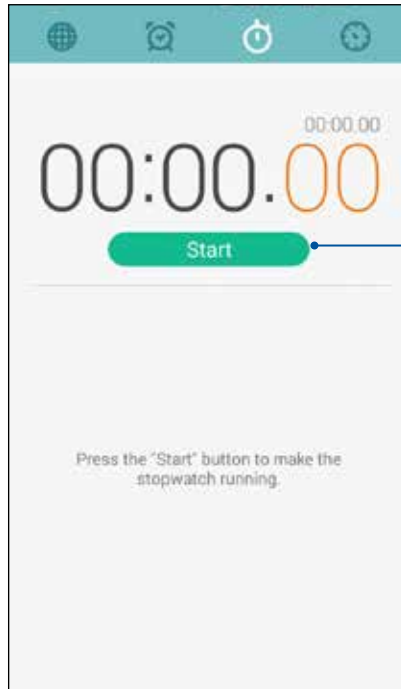 00:00.00
00:00.00
Start
Press the "Start" button to make the
stopwatch running.